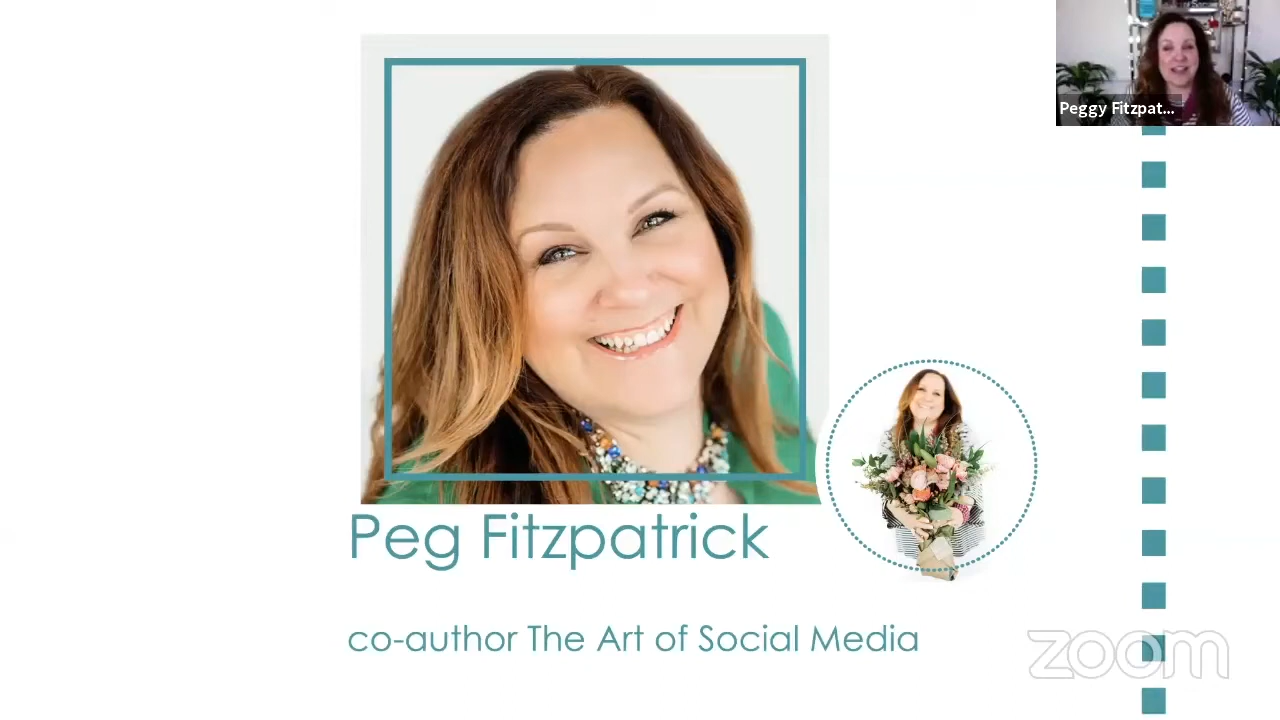 Peggy Fitzpat...
Peg Fitzpatrick
co-author The Art of Social Media
zoom